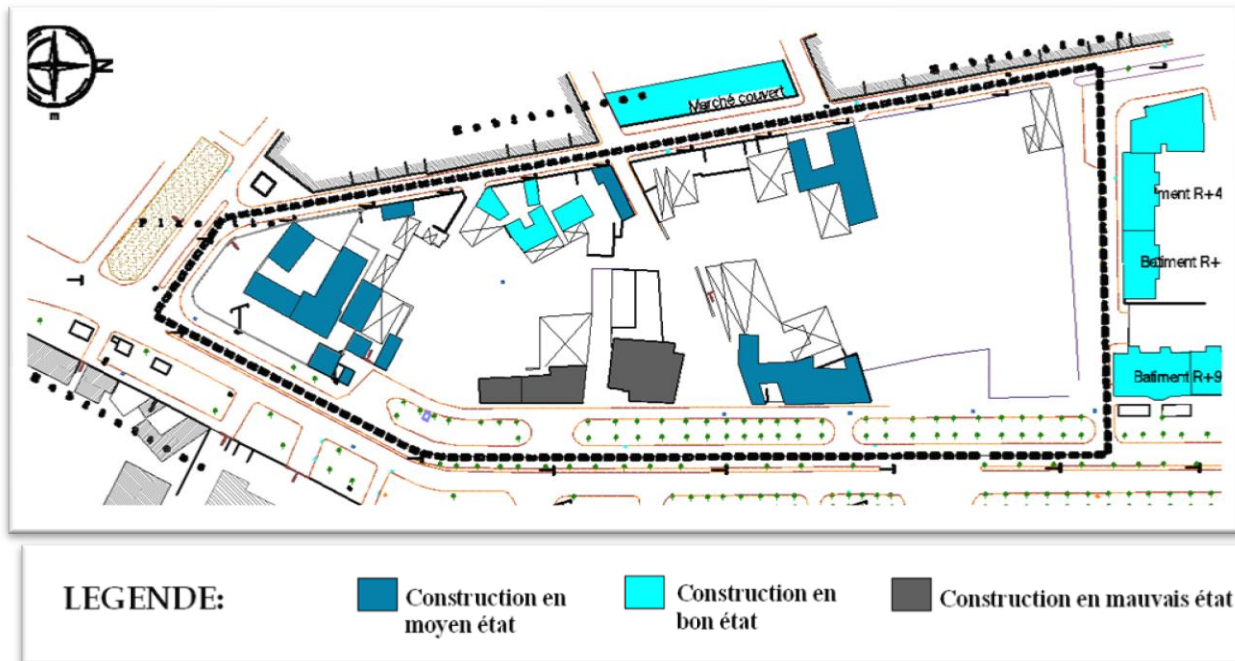 N
Marché couvert
ment R+4
Batiment R+
Batiment R+9
LEGENDE:
Construction en
moyen état
Construction en
bon état
Construction en mauvais état